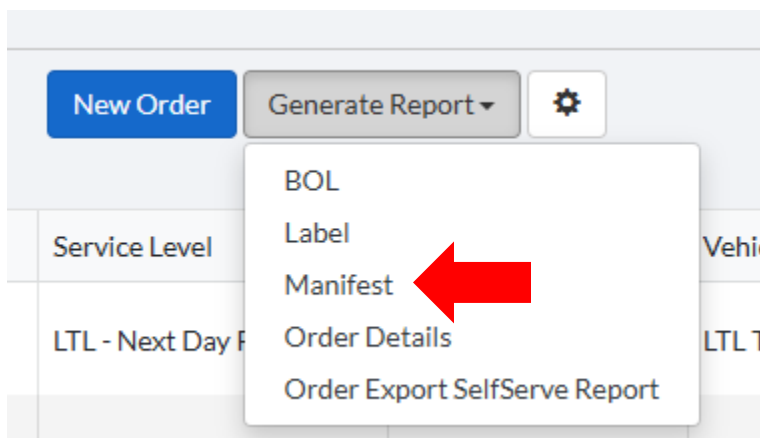 New Order Generate Report
BOL
Label
Service Level
Manifest
LTL - Next Day
Order Details
LTL
Order Export SelfServe Report